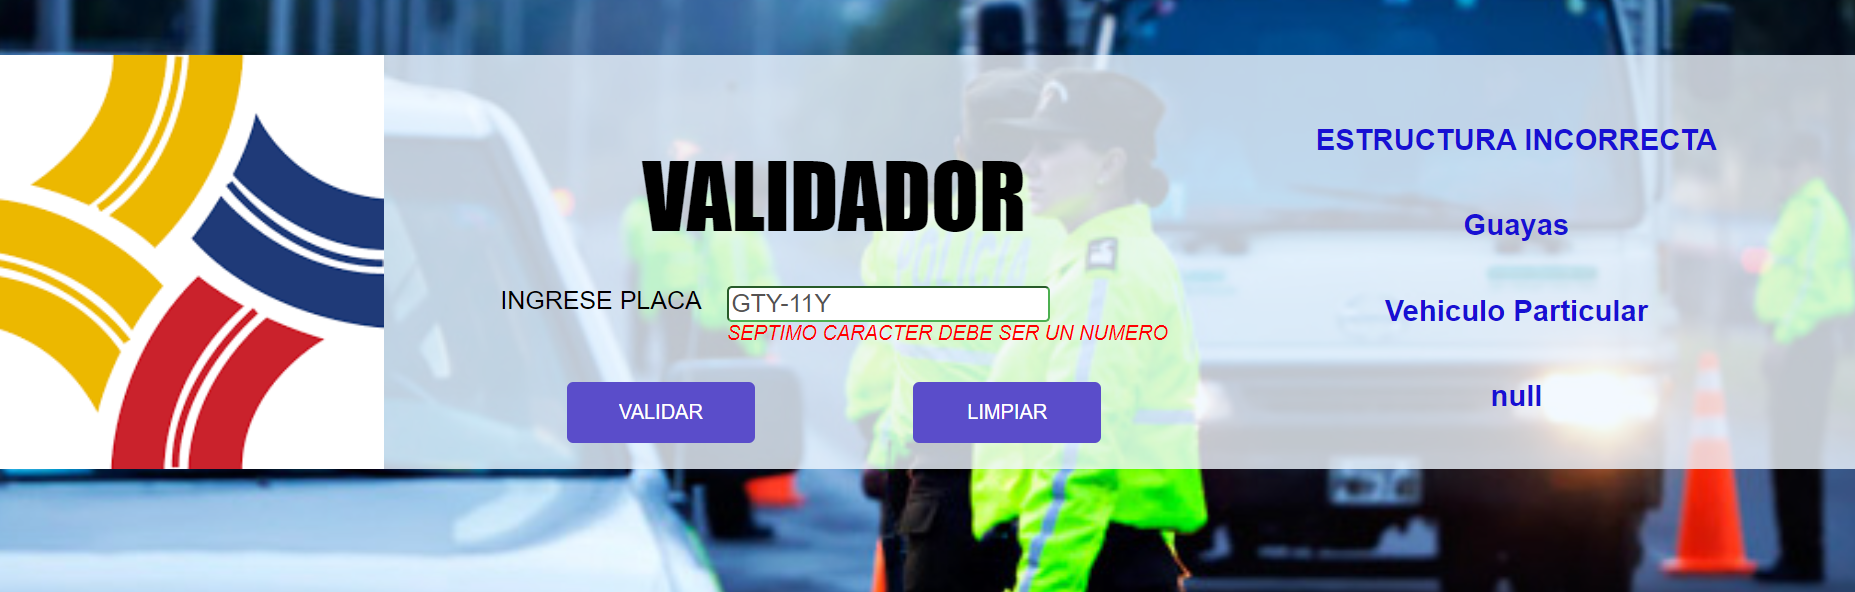 VALIDADOR
INGRESE PLACA
GTY-11Y
SEPTIMO CARACTER DEBE SER UN NUMERO
VALIDAR
LIMPIAR
ESTRUCTURA INCORRECTA
Guayas
Vehiculo Particular
null
POLICIA